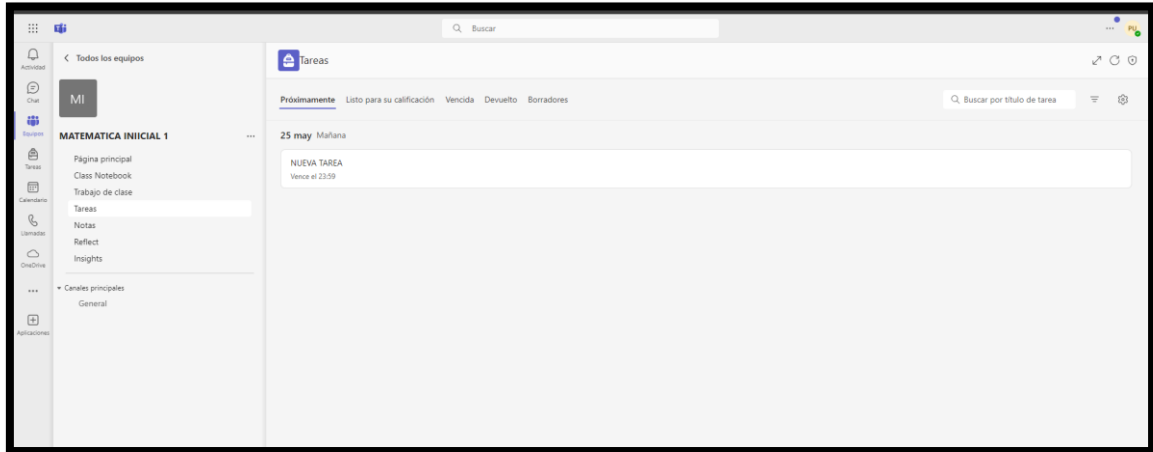 Buscar
PU
Actividad
Chat
Equipos
Tareas
Calendario
Llamadas
OneDrive
Aplicaciones
Todos los equipos
MI
MATEMATICA INIICIAL 1
Página principal
Class Notebook
Trabajo de clase
Tareas
Notas
Reflect
Insights
Canales principales
General
Tareas
Próximamente Listo para su calificación Vencida Devuelto Borradores
Buscar por título de tarea
25 may Mañana
NUEVA TAREA
Vence el 23:59